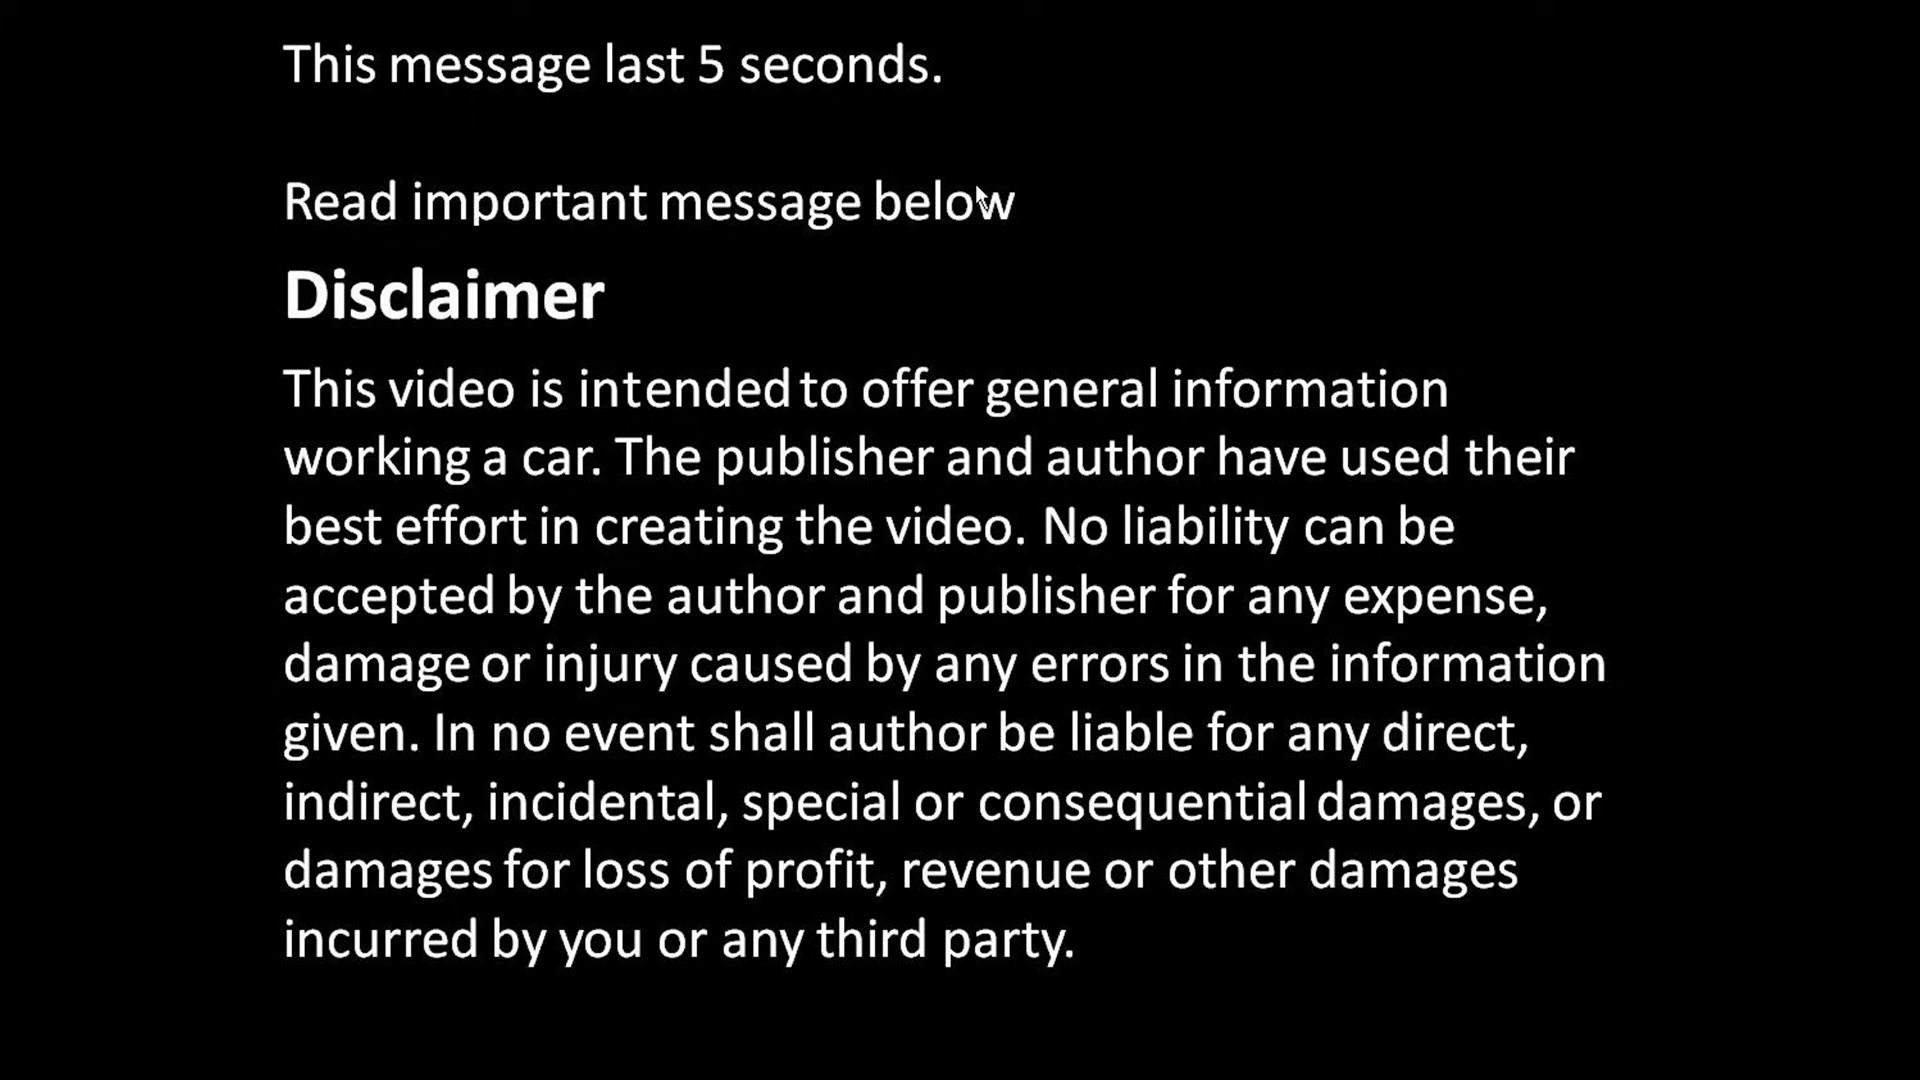 This message last 5 seconds.
Read important message below
Disclaimer
This video is intended to offer general information
working a car. The publisher and author have used their
best effort in creating the video. No liability can be
accepted by the author and publisher for any expense,
damage or injury caused by any errors in the information
given. In no event shall author be liable for any direct,
indirect, incidental, special or consequential damages, or
damages for loss of profit, revenue or other damages
incurred by you or any third party.